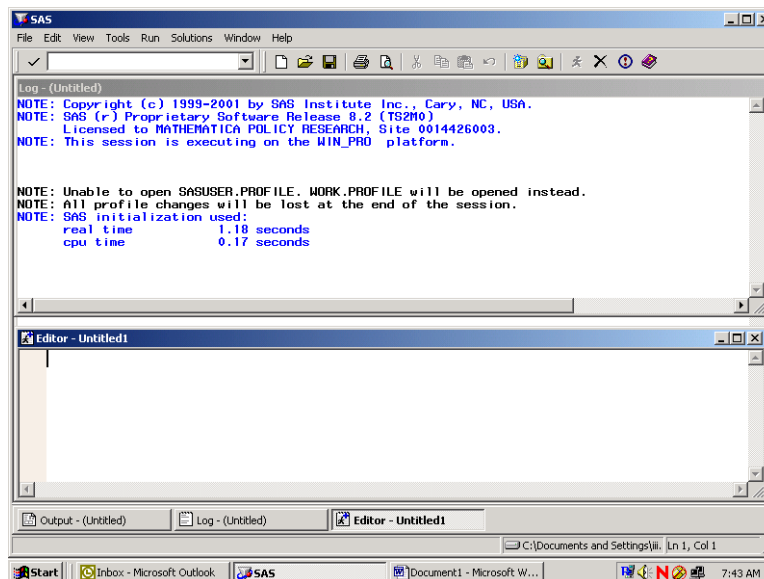 SAS
File Edit View Tools Run Solutions Window Help
Log - (Untitled)
NOTE: Copyright (c) 1999-2001 by SAS Institute Inc., Cary, NC, USA.
NOTE: SAS (r) Proprietary Software Release 8.2 (TS2M0)
Licensed to MATHEMATICA POLICY RESEARCH, Site 0014426003.
NOTE: This session is executing on the WIN_PRO platform.
NOTE: Unable to open SASUSER.PROFILE. WORK.PROFILE will be opened instead.
NOTE: All profile changes will be lost at the end of the session.
NOTE: SAS initialization used:
real time 1.18 seconds
cpu time 0.17 seconds
Editor - Untitled1
Output - (Untitled) Log - (Untitled) Editor - Untitled1
C:\Documents and Settings\iii. Ln 1, Col 1
Start Inbox - Microsoft Outlook SAS Document1 - Microsoft W... N 7:43 AM